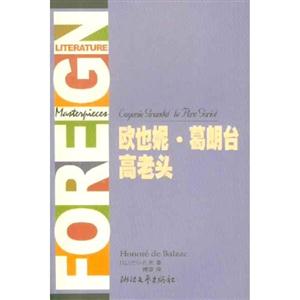 FOREIGN
LITERATURE
Masterpieces
Eugénie Grandet Le Père Goriot
欧也妮·葛朗台
高老头
Honoré de Balzac
浙江文艺出版社